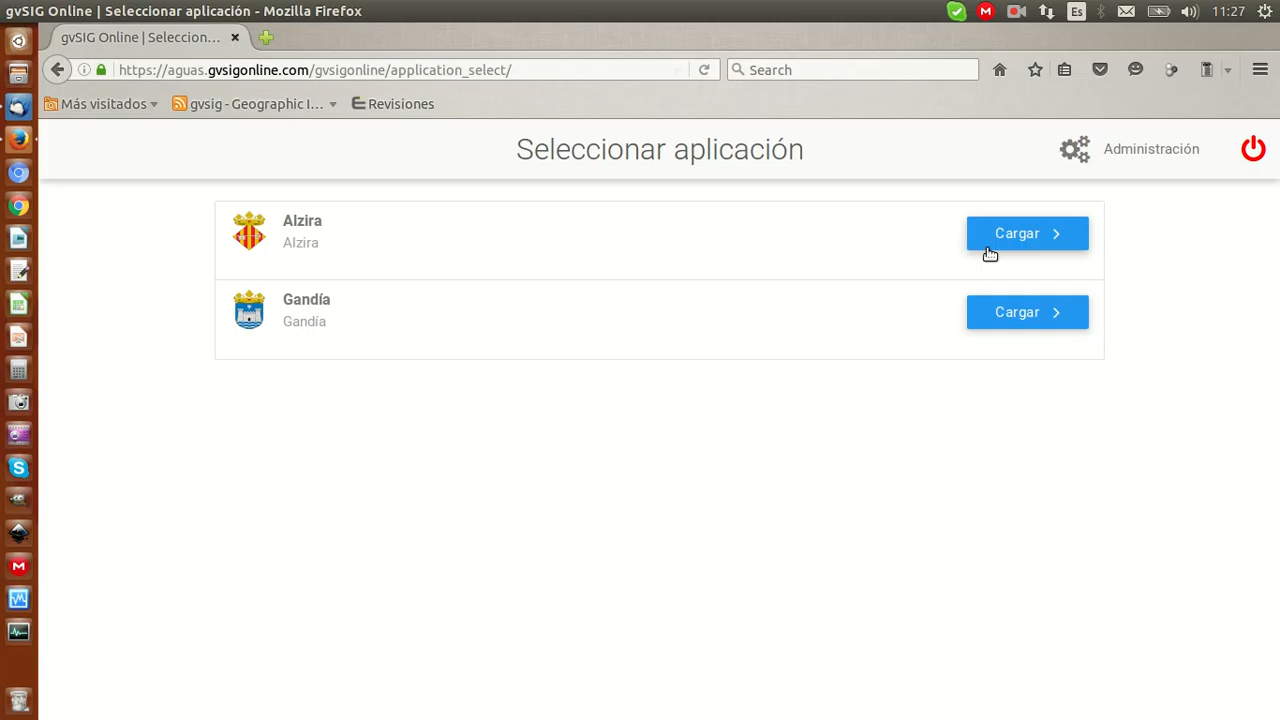 gvSIG Online | Seleccionar aplicación - Mozilla Firefox
Es
11:27
gvSIG Online | Seleccion...
https://aguas.gvsigonline.com/gvsigonline/application_select/
Search
Más visitados
gvsig - Geographic I...
Revisiones
Seleccionar aplicación
Administración
Alzira
Alzira
Cargar
Gandía
Gandía
Cargar